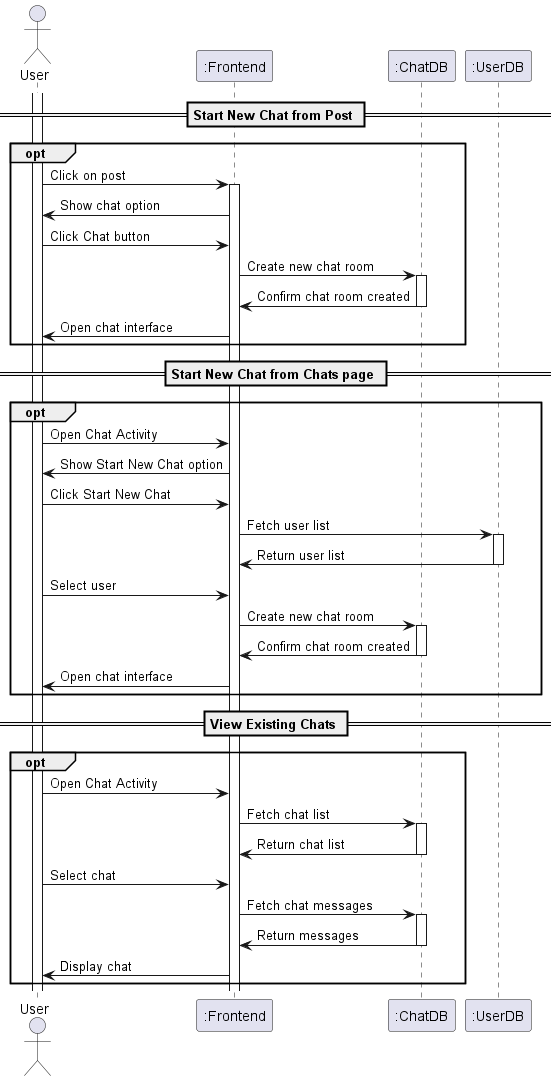 User
:Frontend
:ChatDB
:UserDB
Start New Chat from Post
opt
Click on post
Show chat option
Click Chat button
Create new chat room
Confirm chat room created
Open chat interface
Start New Chat from Chats page
opt
Open Chat Activity
Show Start New Chat option
Click Start New Chat
Fetch user list
Return user list
Select user
Create new chat room
Confirm chat room created
Open chat interface
View Existing Chats
opt
Open Chat Activity
Fetch chat list
Return chat list
Select chat
Fetch chat messages
Return messages
Display chat
User
:Frontend
:ChatDB
:UserDB